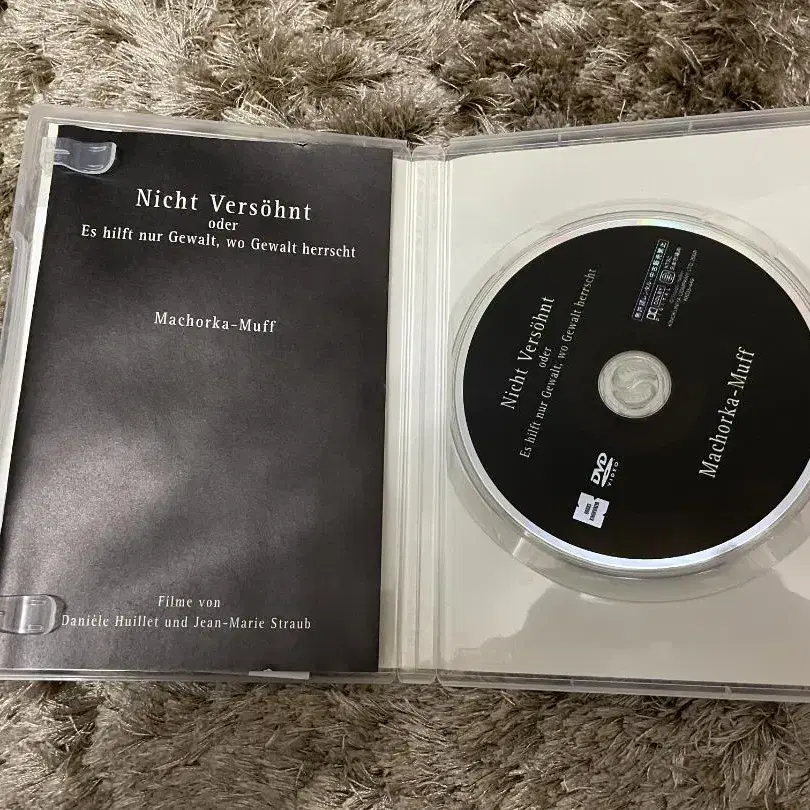 Nicht Versöhnt
oder
Es hilft nur Gewalt, wo Gewalt herrscht
Machorka-Muff
Filme von
Danièle Huillet und Jean-Marie Straub
Nicht Versöhnt
oder
Es hilft nur Gewalt, wo Gewalt herrscht
Machorka-Muff
DVD
VIDEO